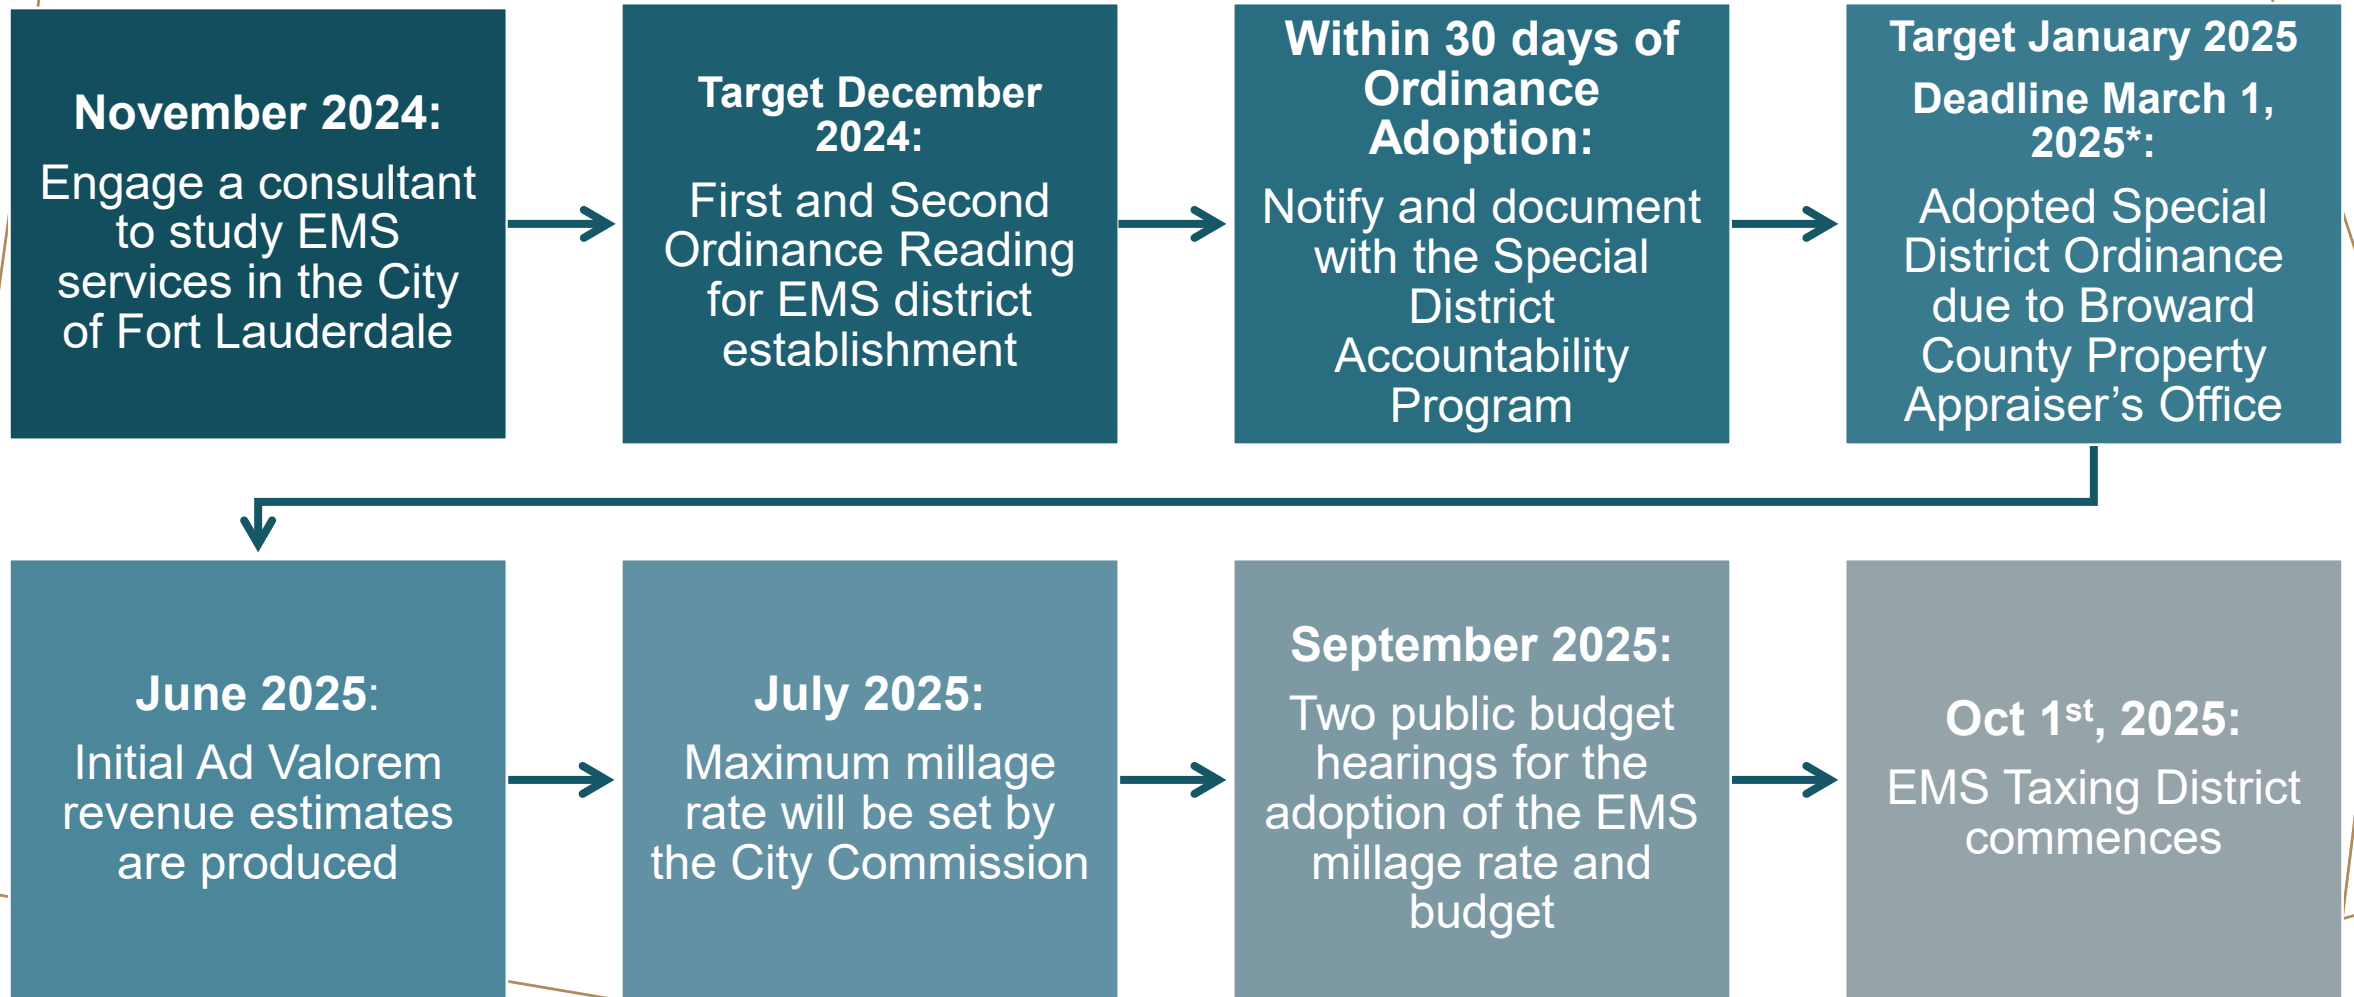 November 2024:
Engage a consultant
to study EMS
services in the City
of Fort Lauderdale
Target December
2024:
First and Second
Ordinance Reading
for EMS district
establishment
Within 30 days of
Ordinance
Adoption:
Notify and document
with the Special
District
Accountability
Program
Target January 2025
Deadline March 1,
2025*:
Adopted Special
District Ordinance
due to Broward
County Property
Appraiser’s Office
June 2025:
Initial Ad Valorem
revenue estimates
are produced
July 2025:
Maximum millage
rate will be set by
the City Commission
September 2025:
Two public budget
hearings for the
adoption of the EMS
millage rate and
budget
Oct 1st, 2025:
EMS Taxing District
commences